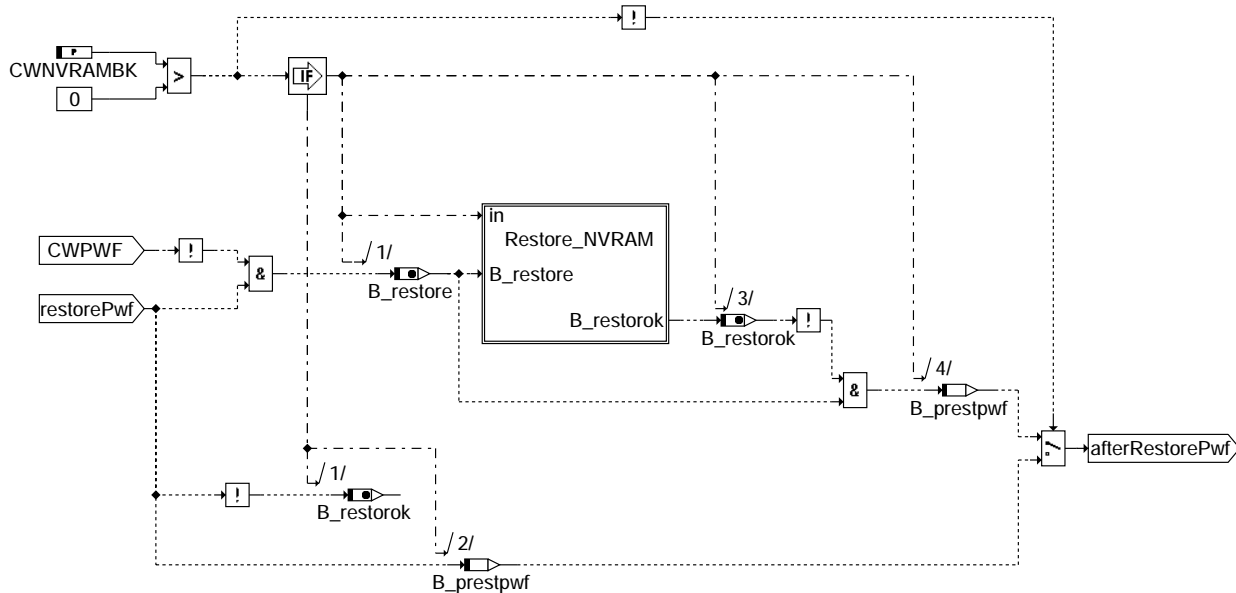 !
P
CWNVRAMBK
>
IF
0
in
Restore_NVRAM
CWPWF
!
1/
&
B_restore
B_restore
restorePwf
3/
B_restorok
B_restorok
!
4/
&
B_prestpwf
afterRestorePwf
1/
!
B_restorok
2/
B_prestpwf